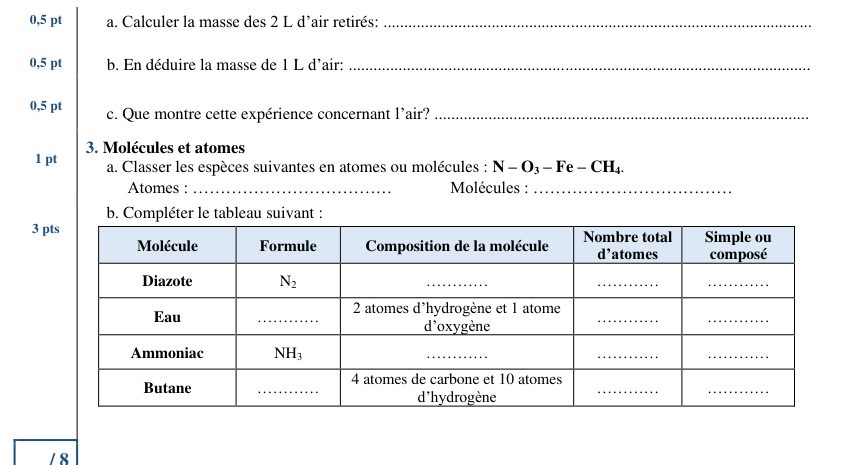 0,5 pt a. Calculer la masse des 2 L d’air retirés: ....................................................................................................
0,5 pt b. En déduire la masse de 1 L d’air: ....................................................................................................
0,5 pt c. Que montre cette expérience concernant l’air? ....................................................................................................
3. Molécules et atomes
1 pt a. Classer les espèces suivantes en atomes ou molécules : N – O₃ – Fe – CH₄.
Atomes : ……………………………… Molécules : ………………………………
3 pts b. Compléter le tableau suivant :
Molécule Formule Composition de la molécule Nombre total d’atomes Simple ou composé
Diazote N₂ ………… ………… …………
Eau ………… 2 atomes d’hydrogène et 1 atome d’oxygène ………… …………
Ammoniac NH₃ ………… ………… …………
Butane ………… 4 atomes de carbone et 10 atomes d’hydrogène ………… …………
/ 8